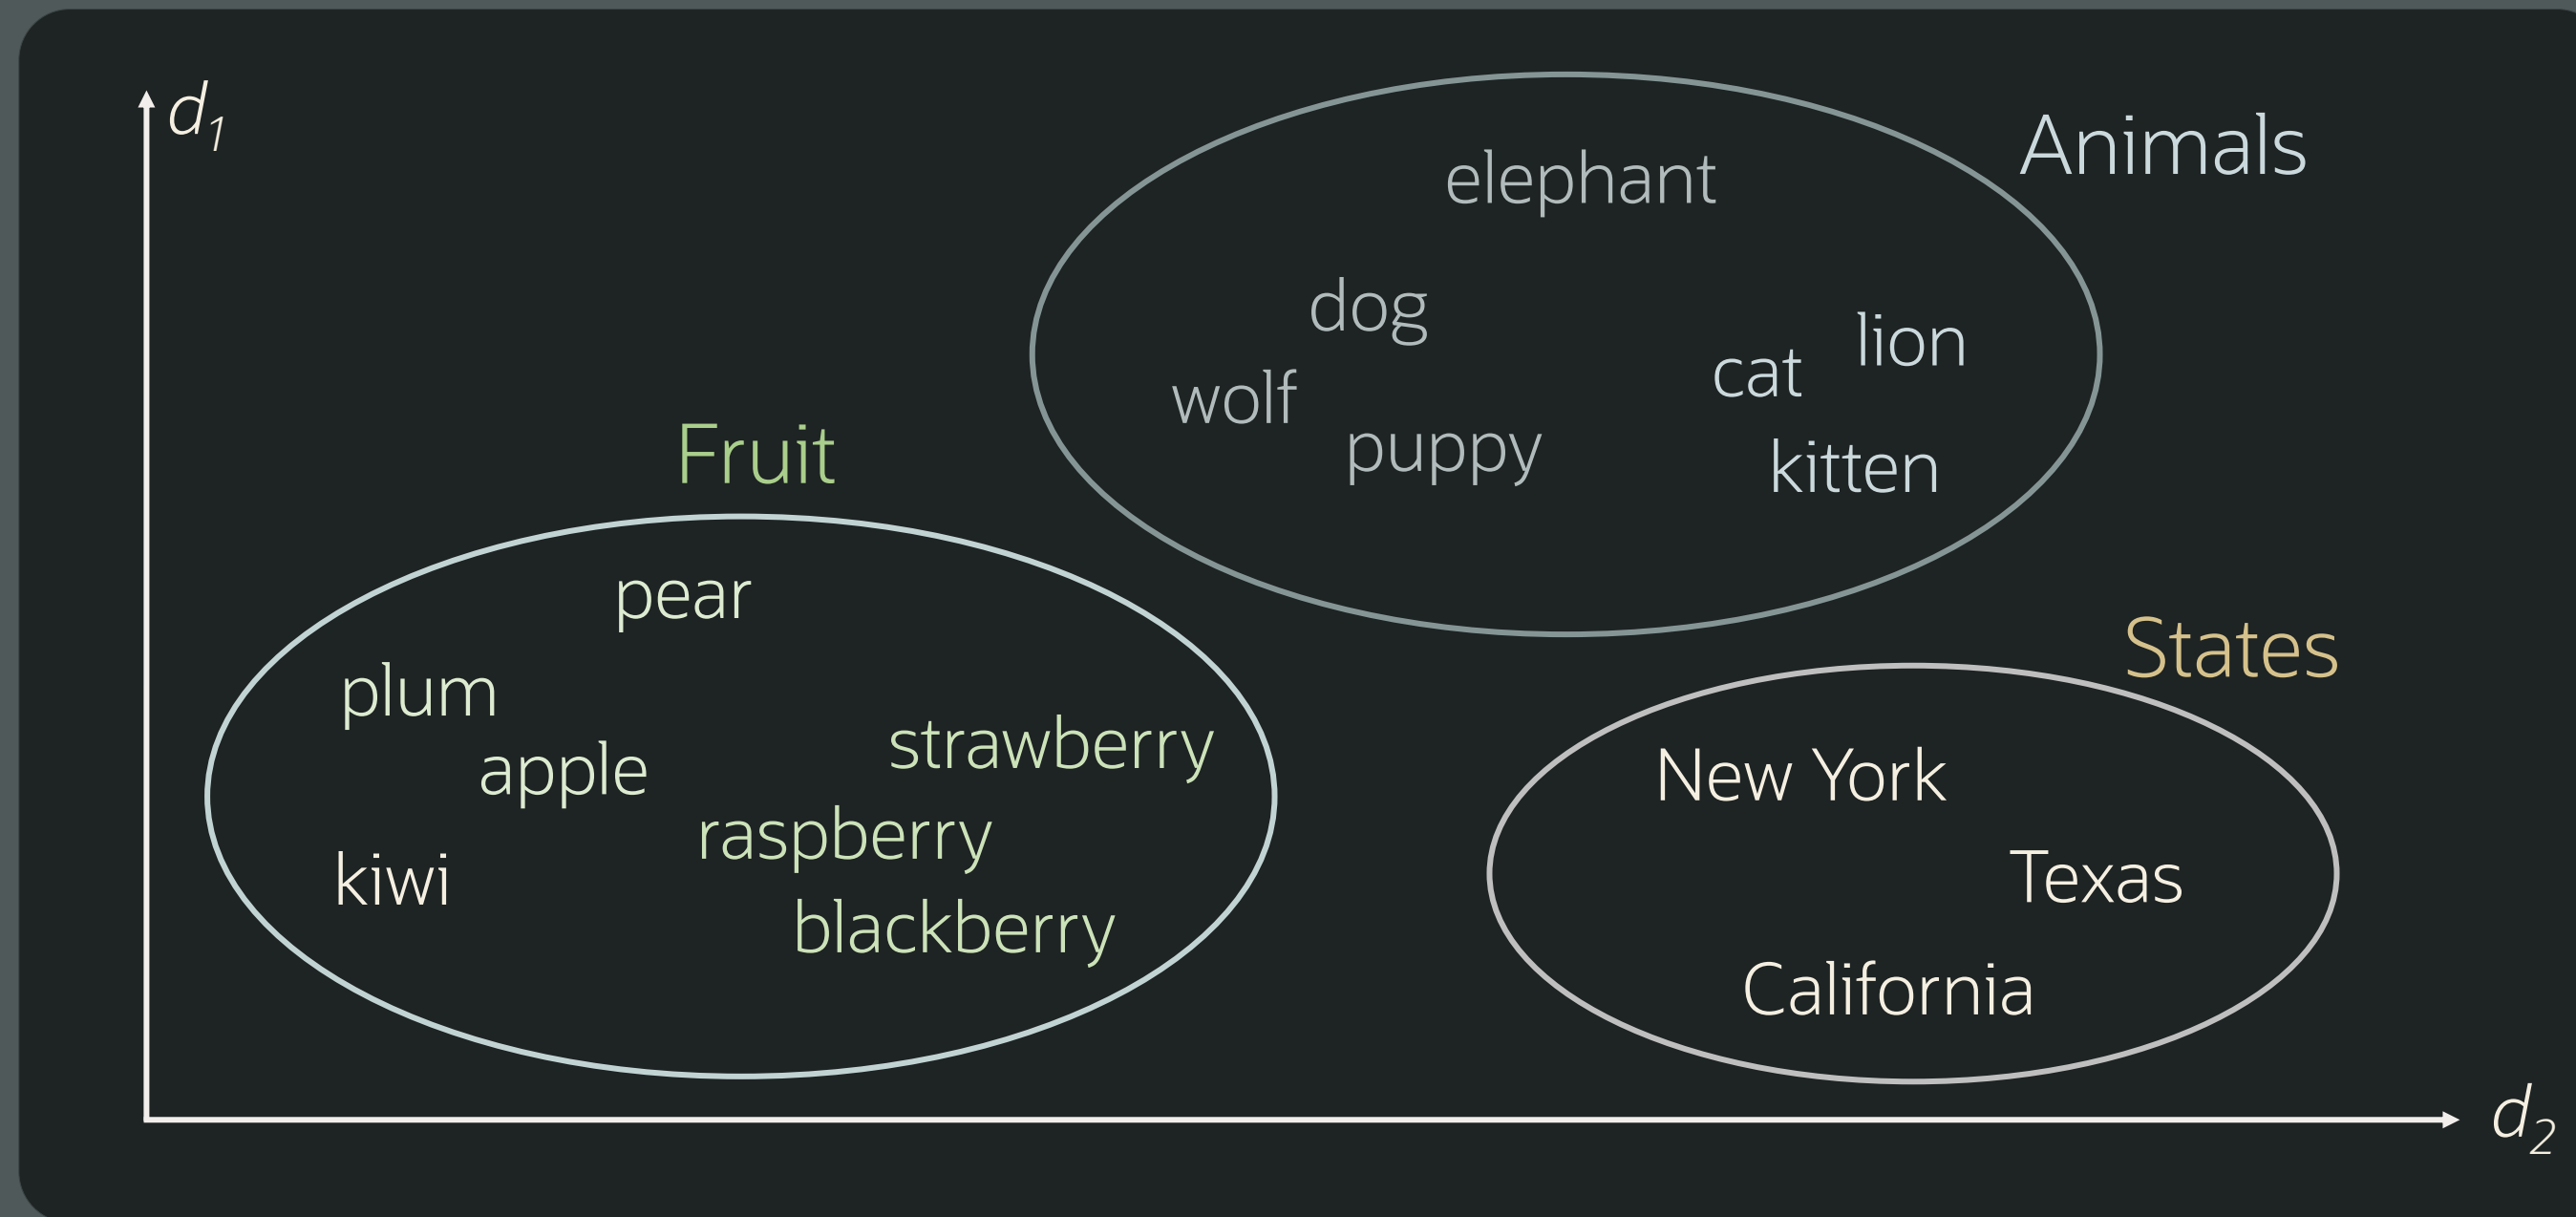 d1
Animals
elephant
dog
lion
cat
wolf
puppy
kitten
Fruit
pear
plum
strawberry
apple
raspberry
kiwi
blackberry
States
New York
Texas
California
d2